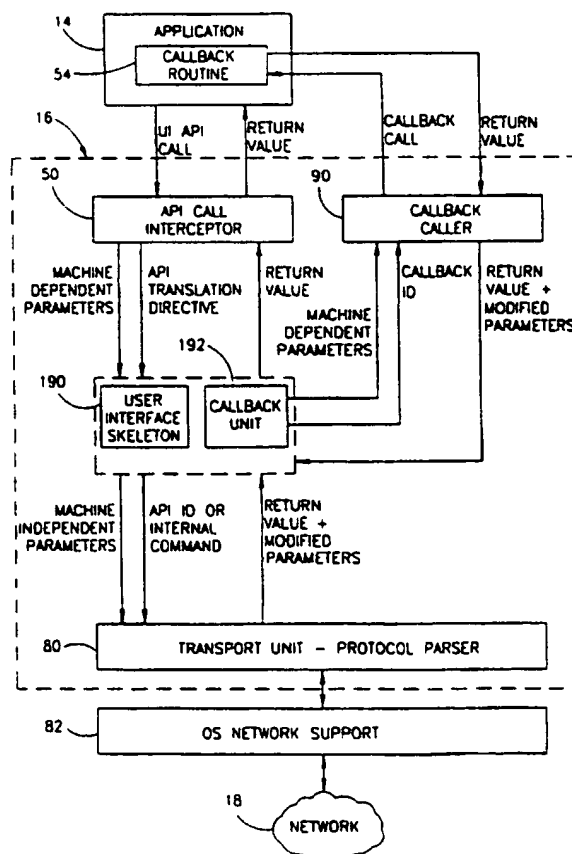 14
APPLICATION
54
CALLBACK
ROUTINE
16
UI API
CALL
RETURN
VALUE
CALLBACK
CALL
RETURN
VALUE
50
API CALL
INTERCEPTOR
90
CALLBACK
CALLER
MACHINE
DEPENDENT
PARAMETERS
API
TRANSLATION
DIRECTIVE
RETURN
VALUE
MACHINE
DEPENDENT
PARAMETERS
CALLBACK
ID
RETURN
VALUE +
MODIFIED
PARAMETERS
190
USER
INTERFACE
SKELETON
192
CALLBACK
UNIT
MACHINE
INDEPENDENT
PARAMETERS
API ID OR
INTERNAL
COMMAND
RETURN
VALUE +
MODIFIED
PARAMETERS
80
TRANSPORT UNIT - PROTOCOL PARSER
82
OS NETWORK SUPPORT
18
NETWORK